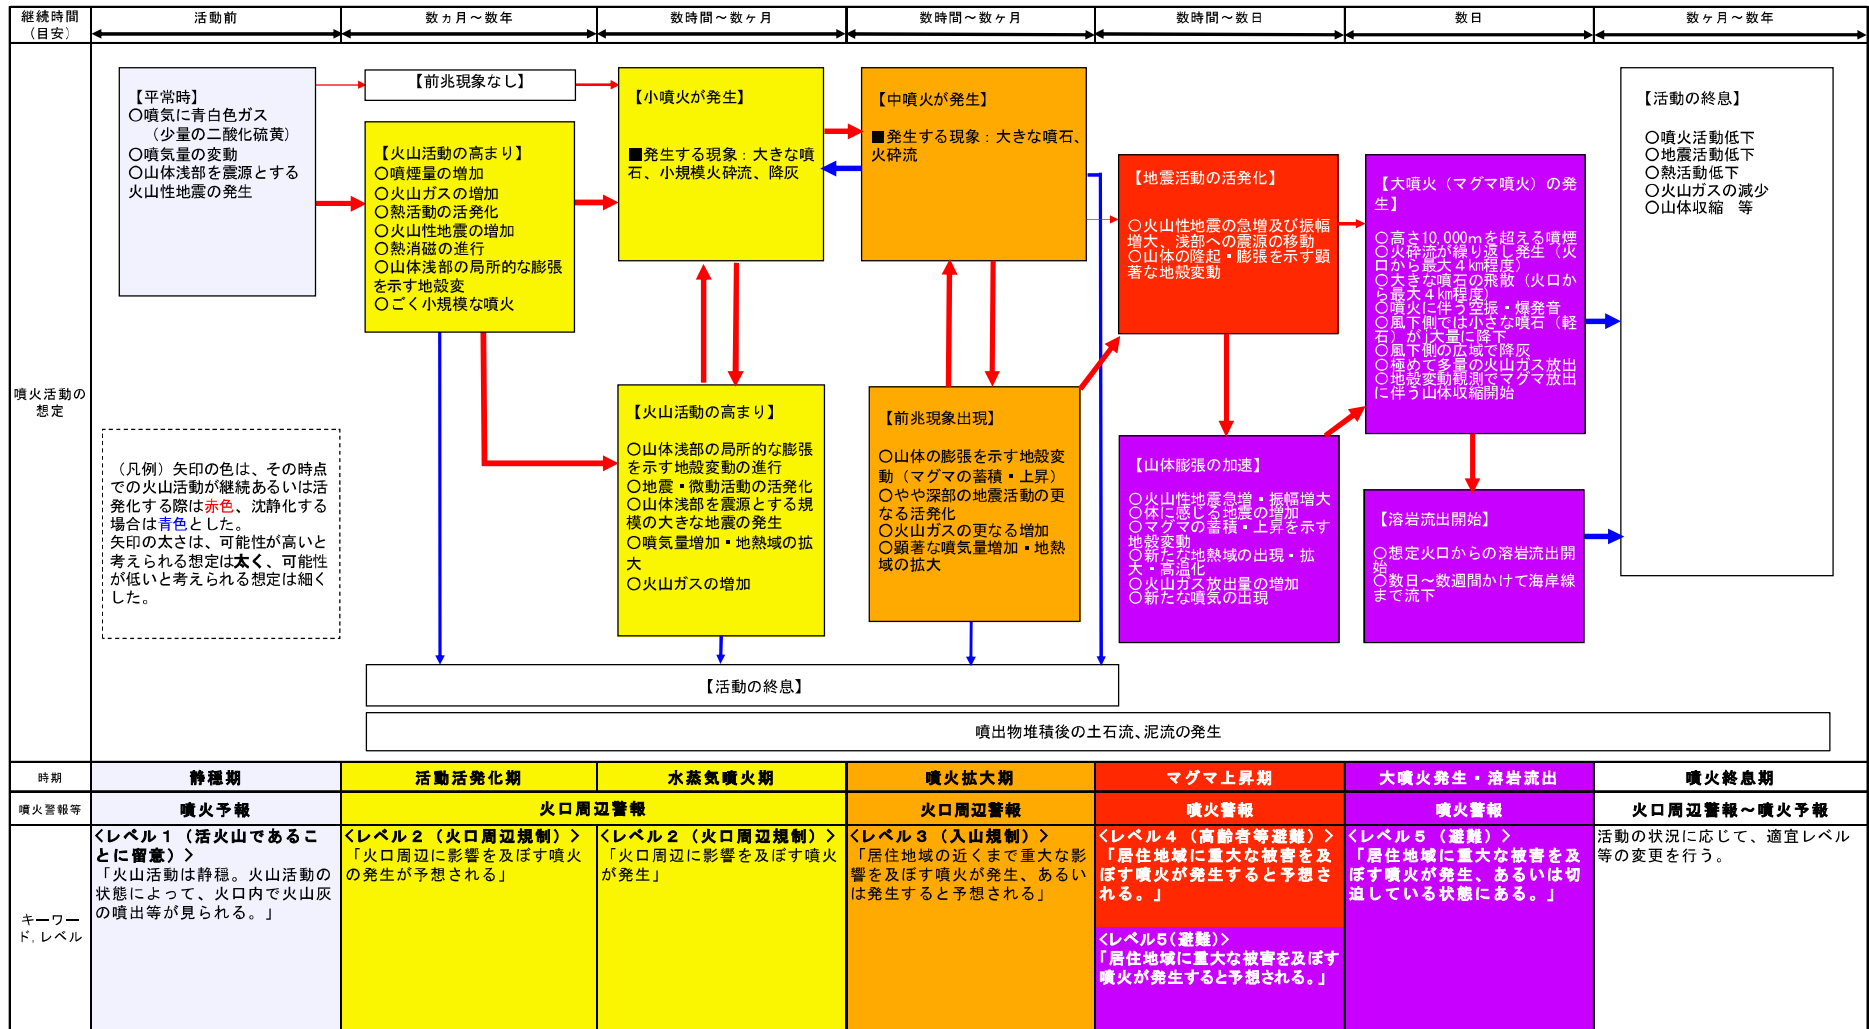 継続時間
（目安）
活動前
数ヵ月～数年
数時間～数ヶ月
数時間～数ヶ月
数時間～数日
数日
数ヶ月～数年
噴火活動の
想定
【平常時】
〇噴気に青白色ガス
（少量の二酸化硫黄）
〇噴気量の変動
〇山体浅部を震源とする
火山性地震の発生
（凡例）矢印の色は、その時点
での火山活動が継続あるいは活
発化する際は赤色、沈静化する
場合は青色とした。
矢印の太さは、可能性が高いと
考えられる想定は太く、可能性
が低いと考えられる想定は細く
した。
【前兆現象なし】
【火山活動の高まり】
〇噴煙量の増加
〇火山ガスの増加
〇熱活動の活発化
〇火山性地震の増加
〇熱消磁の進行
〇山体浅部の局所的な膨張
を示す地殻変
〇ごく小規模な噴火
【小噴火が発生】
■発生する現象：大きな噴
石、小規模火砕流、降灰
【火山活動の高まり】
〇山体浅部の局所的な膨張
を示す地殻変動の進行
〇地震・微動活動の活発化
〇山体浅部を震源とする規
模の大きな地震の発生
〇噴気量増加・地熱域の拡
大
〇火山ガスの増加
【中噴火が発生】
■発生する現象：大きな噴石、
火砕流
【前兆現象出現】
〇山体の膨張を示す地殻変
動（マグマの蓄積・上昇）
〇やや深部の地震活動の更
なる活発化
〇火山ガスの更なる増加
〇顕著な噴気量増加・地熱
域の拡大
【地震活動の活発化】
〇火山性地震の急増及び振幅
増大、浅部への震源の移動
〇山体の隆起・膨張を示す顕
著な地殻変動
【山体膨張の加速】
〇火山性地震急増・振幅増大
〇体に感じる地震の増加
〇マグマの蓄積・上昇を示す
地殻変動
〇新たな地熱域の出現・拡
大・高温化
〇火山ガス放出量の増加
〇新たな噴気の出現
【大噴火（マグマ噴火）の発
生】
〇高さ10,000mを超える噴煙
〇火砕流が繰り返し発生（火
口から最大４㎞程度）
〇大きな噴石の飛散（火口か
ら最大４㎞程度）
〇噴火に伴う空振・爆発音
〇風下側では小さな噴石（軽
石）が大量に降下
〇風下側の広域で降灰
〇極めて多量の火山ガス放出
〇地殻変動観測でマグマ放出
に伴う山体収縮開始
【溶岩流出開始】
〇想定火口からの溶岩流出開
始
〇数日～数週間かけて海岸線
まで流下
【活動の終息】
〇噴火活動低下
〇地震活動低下
〇熱活動低下
〇火山ガスの減少
〇山体収縮　等
【活動の終息】
噴出物堆積後の土石流、泥流の発生
時期
静穏期
活動活発化期
水蒸気噴火期
噴火拡大期
マグマ上昇期
大噴火発生・溶岩流出
噴火終息期
噴火警報等
噴火予報
火口周辺警報
火口周辺警報
噴火警報
噴火警報
火口周辺警報～噴火予報
キーワー
ド、レベル
<レベル１（活火山であるこ
とに留意）>
「火山活動は静穏。火山活動の
状態によって、火口内で火山灰
の噴出等が見られる。」
<レベル２（火口周辺規制）>
「火口周辺に影響を及ぼす噴火
の発生が予想される」
<レベル２（火口周辺規制）>
「火口周辺に影響を及ぼす噴火
が発生」
<レベル３（入山規制）>
「居住地域の近くまで重大な影
響を及ぼす噴火が発生、あるい
は発生すると予想される」
<レベル４（高齢者等避難）>
「居住地域に重大な被害を及
ぼす噴火が発生すると予想さ
れる。」
<レベル５(避難)>
「居住地域に重大な被害を及ぼす
噴火が発生すると予想される。」
<レベル５（避難）>
「居住地域に重大な被害を及
ぼす噴火が発生、あるいは切
迫している状態にある。」
活動の状況に応じて、適宜レベル
等の変更を行う。